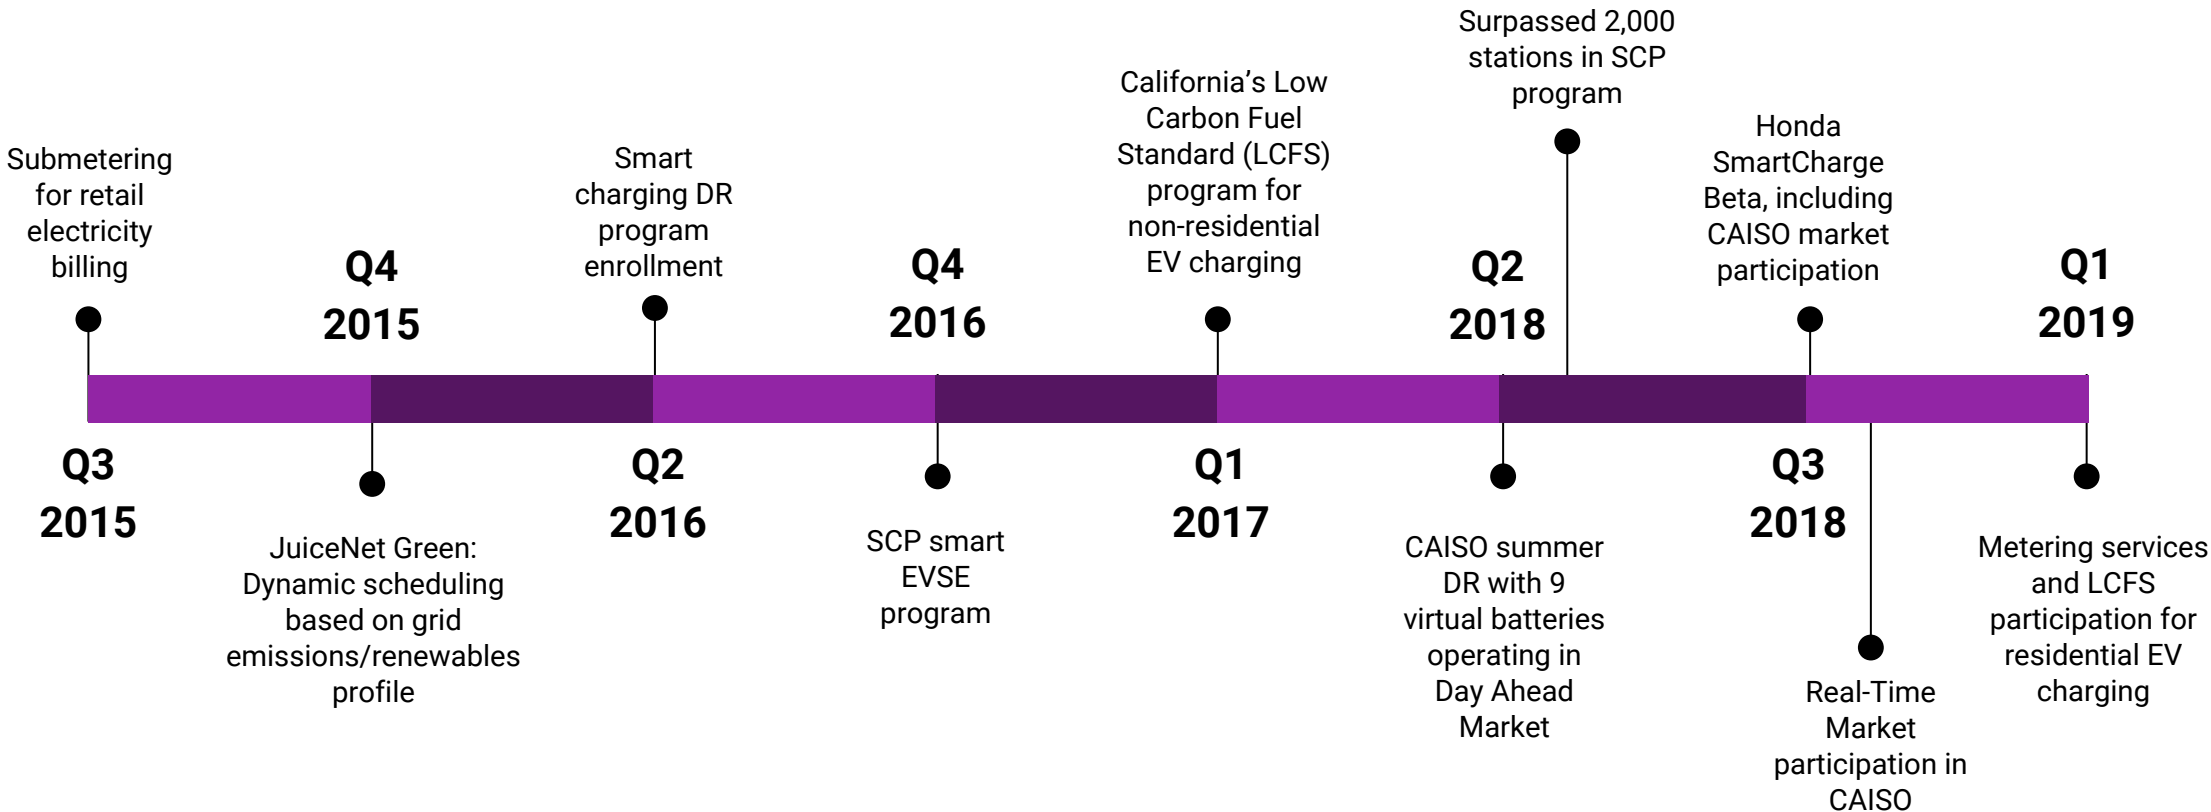 Submetering
for retail
electricity
billing
Q3
2015
Q4
2015
JuiceNet Green:
Dynamic scheduling
based on grid
emissions/renewables
profile
Smart
charging DR
program
enrollment
Q2
2016
Q4
2016
SCP smart
EVSE
program
California’s Low
Carbon Fuel
Standard (LCFS)
program for
non-residential
EV charging
Q1
2017
Q2
2018
CAISO summer
DR with 9
virtual batteries
operating in
Day Ahead
Market
Surpassed 2,000
stations in SCP
program
Honda
SmartCharge
Beta, including
CAISO market
participation
Q3
2018
Real-Time
Market
participation in
CAISO
Q1
2019
Metering services
and LCFS
participation for
residential EV
charging